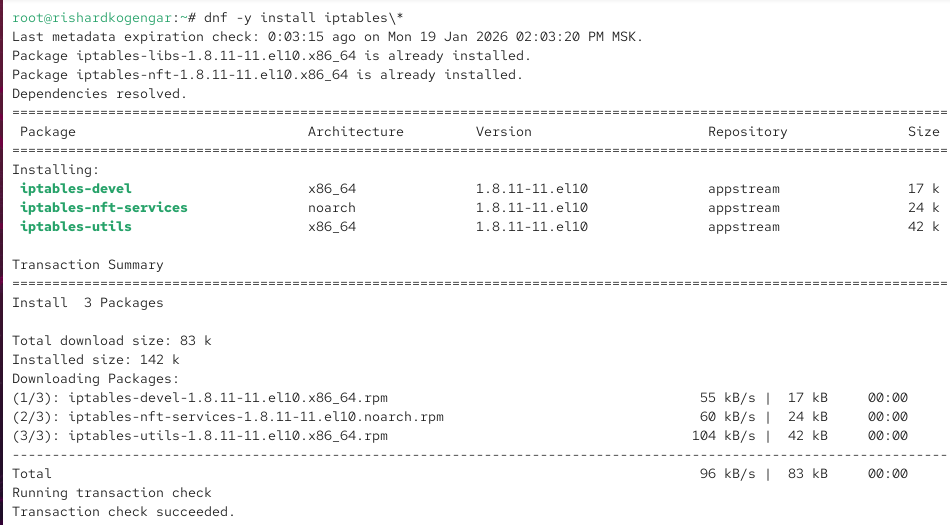 root@rishardkogengar:~# dnf -y install iptables\*
Last metadata expiration check: 0:03:15 ago on Mon 19 Jan 2026 02:03:20 PM MSK.
Package iptables-libs-1.8.11-11.el10.x86_64 is already installed.
Package iptables-nft-1.8.11-11.el10.x86_64 is already installed.
Dependencies resolved.
Package Architecture Version Repository Size
Installing:
iptables-devel x86_64 1.8.11-11.el10 appstream 17 k
iptables-nft-services noarch 1.8.11-11.el10 appstream 24 k
iptables-utils x86_64 1.8.11-11.el10 appstream 42 k
Transaction Summary
Install  3 Packages
Total download size: 83 k
Installed size: 142 k
Downloading Packages:
(1/3): iptables-devel-1.8.11-11.el10.x86_64.rpm 55 kB/s | 17 kB 00:00
(2/3): iptables-nft-services-1.8.11-11.el10.noarch.rpm 60 kB/s | 24 kB 00:00
(3/3): iptables-utils-1.8.11-11.el10.x86_64.rpm 104 kB/s | 42 kB 00:00
Total 96 kB/s | 83 kB 00:00
Running transaction check
Transaction check succeeded.